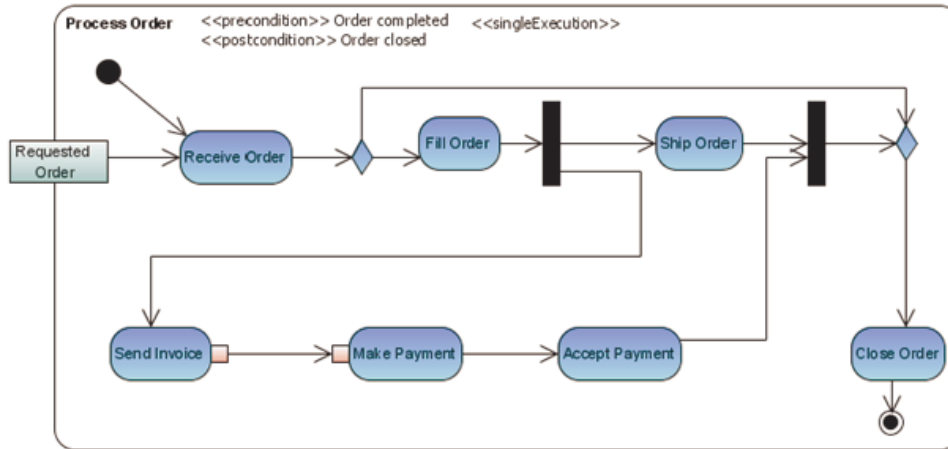 Process Order <<precondition>> Order completed <<singleExecution>>
<<postcondition>> Order closed
Requested
Order
Receive Order
Fill Order
Ship Order
Send Invoice
Make Payment
Accept Payment
Close Order